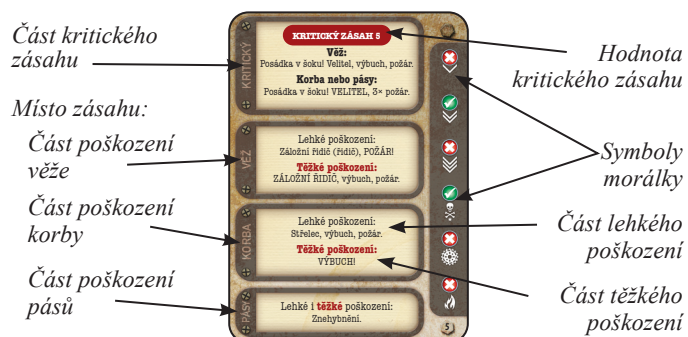 Část kritického
zásahu
Místo zásahu:
Část poškození
věže
Část poškození
korby
Část poškození
pásů
KRITICKÝ
KRITICKÝ ZÁSAH 5
Věž:
Posádka v šoku! Velitel, výbuch, požár.
Korba nebo pásy:
Posádka v šoku! VELITEL, 3× požár.
VĚŽ
Lehké poškození:
Záložní řidič (řidič), POŽÁR!
Těžké poškození:
ZÁLOŽNÍ ŘIDIČ, výbuch, požár.
KORBA
Lehké poškození:
Střelec, výbuch, požár.
Těžké poškození:
VÝBUCH!
PÁSY
Lehké i těžké poškození:
Znehybnění.
5
Hodnota
kritického zásahu
Symboly
morálky
Část lehkého
poškození
Část těžkého
poškození